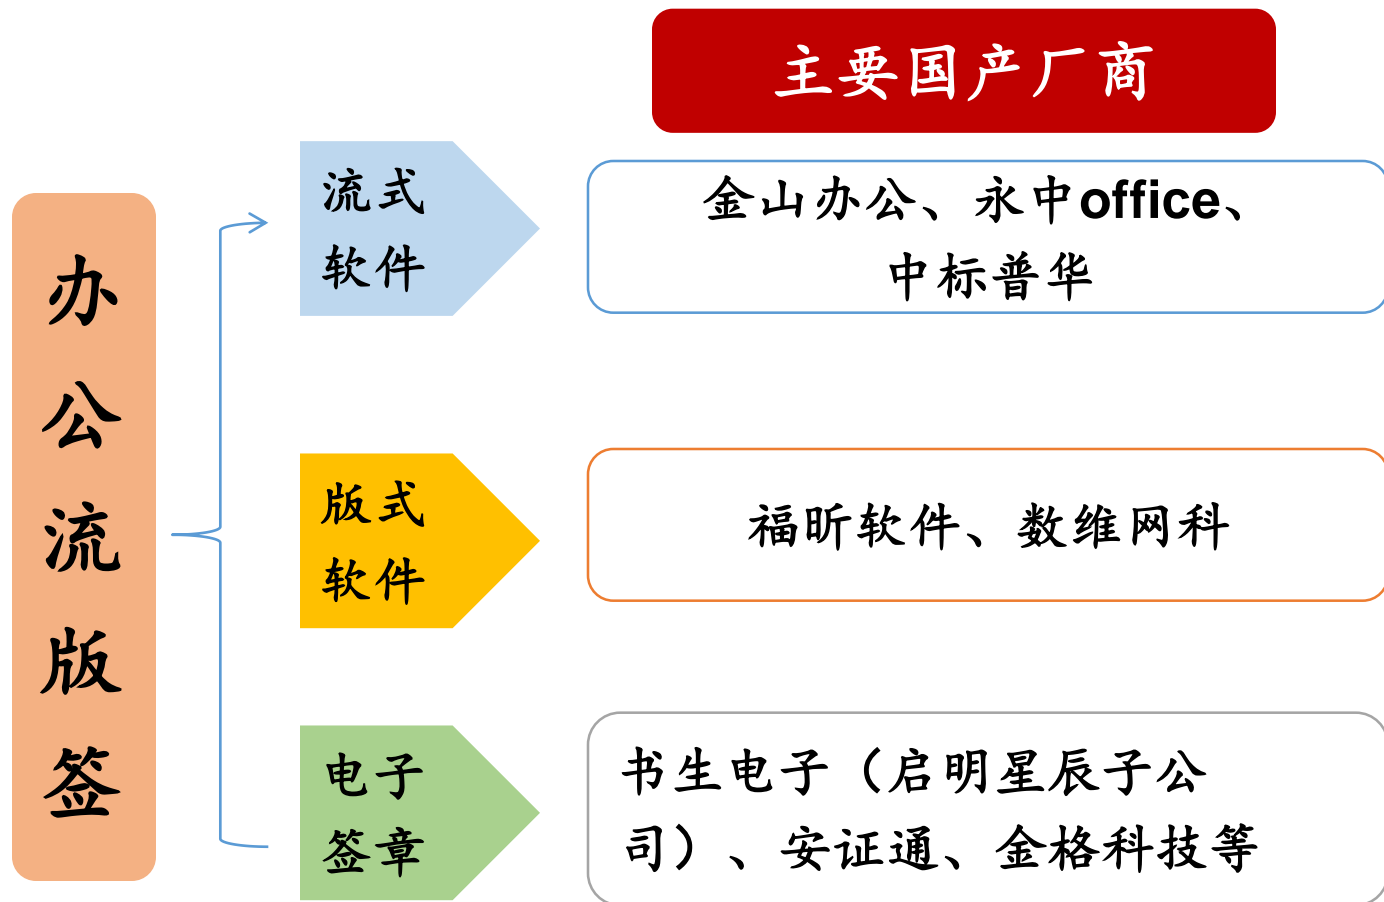 主要国产厂商
办公流版签
流式
软件
金山办公、永中office、
中标普华
版式
软件
福昕软件、数维网科
电子
签章
书生电子（启明星辰子公
司）、安证通、金格科技等